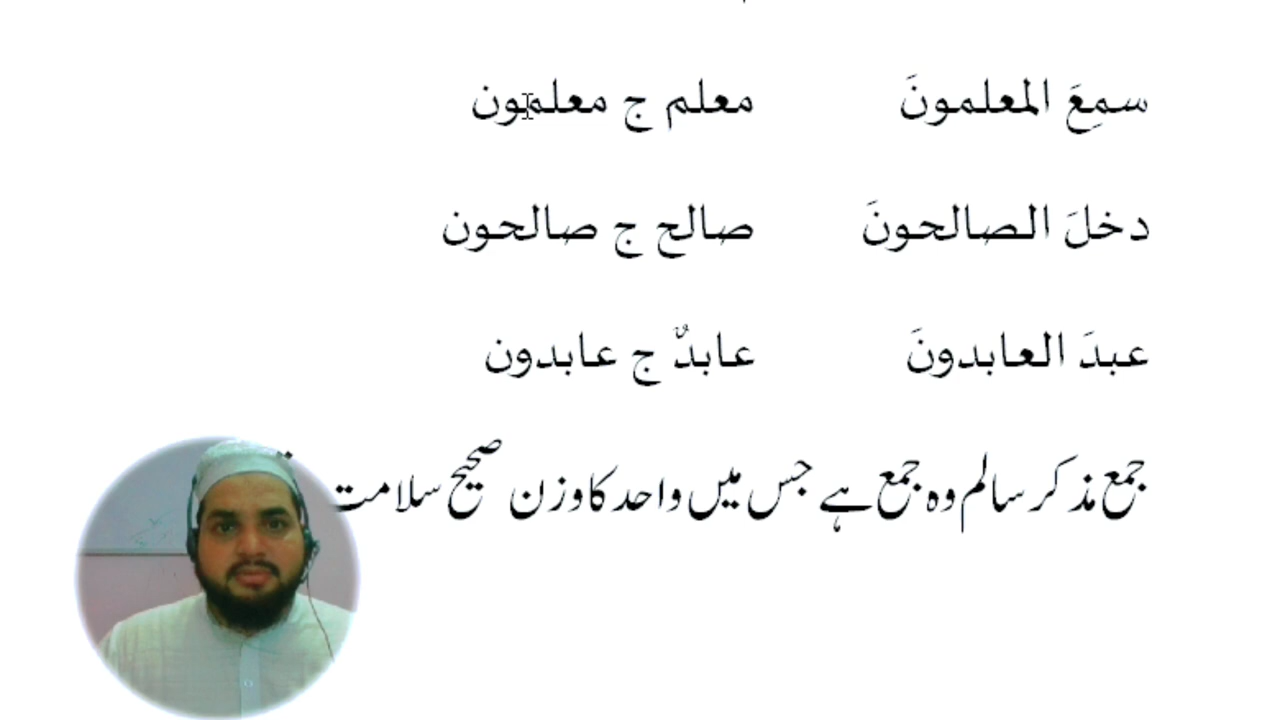 سمِعَ المعلمونَ معلم ج معلمون
دخلَ الصالحونَ صالح ج صالحون
عبدَ العابدونَ عابدٌ ج عابدون
جمع مذکر سالم وہ جمع ہے جس میں واحد کا وزن صحیح سلامت